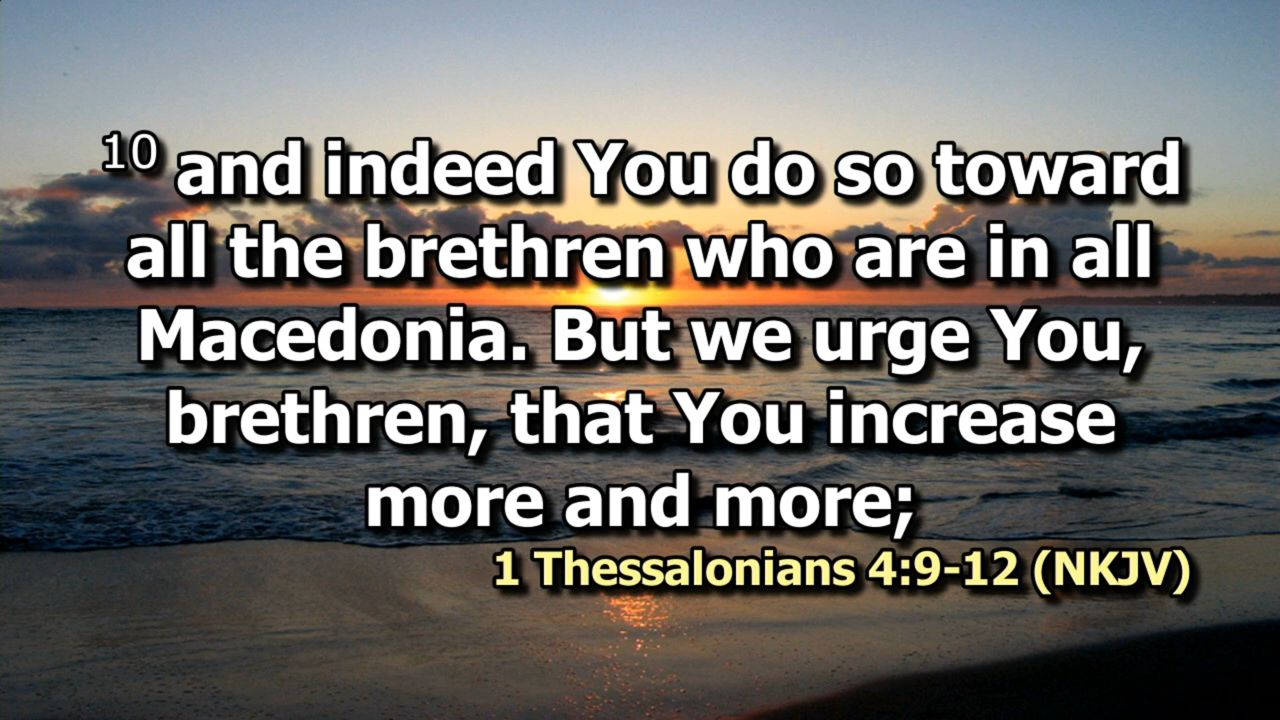 10 and indeed You do so toward
all the brethren who are in all
Macedonia. But we urge You,
brethren, that You increase
more and more;
1 Thessalonians 4:9-12 (NKJV)